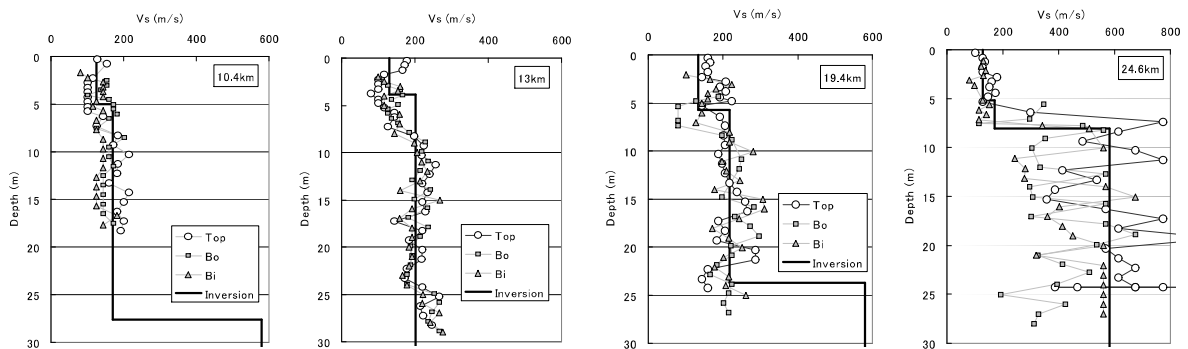 Vs (m/s)
0 200 400 600
0
5
10
15
20
25
30
Depth (m)
10.4km
Top
Bo
Bi
Inversion
Vs (m/s)
0 200 400 600
0
5
10
15
20
25
30
Depth (m)
13km
Top
Bo
Bi
Inversion
Vs (m/s)
0 200 400 600
0
5
10
15
20
25
30
Depth (m)
19.4km
Top
Bo
Bi
Inversion
Vs (m/s)
0 200 400 600 800
0
5
10
15
20
25
30
Depth (m)
24.6km